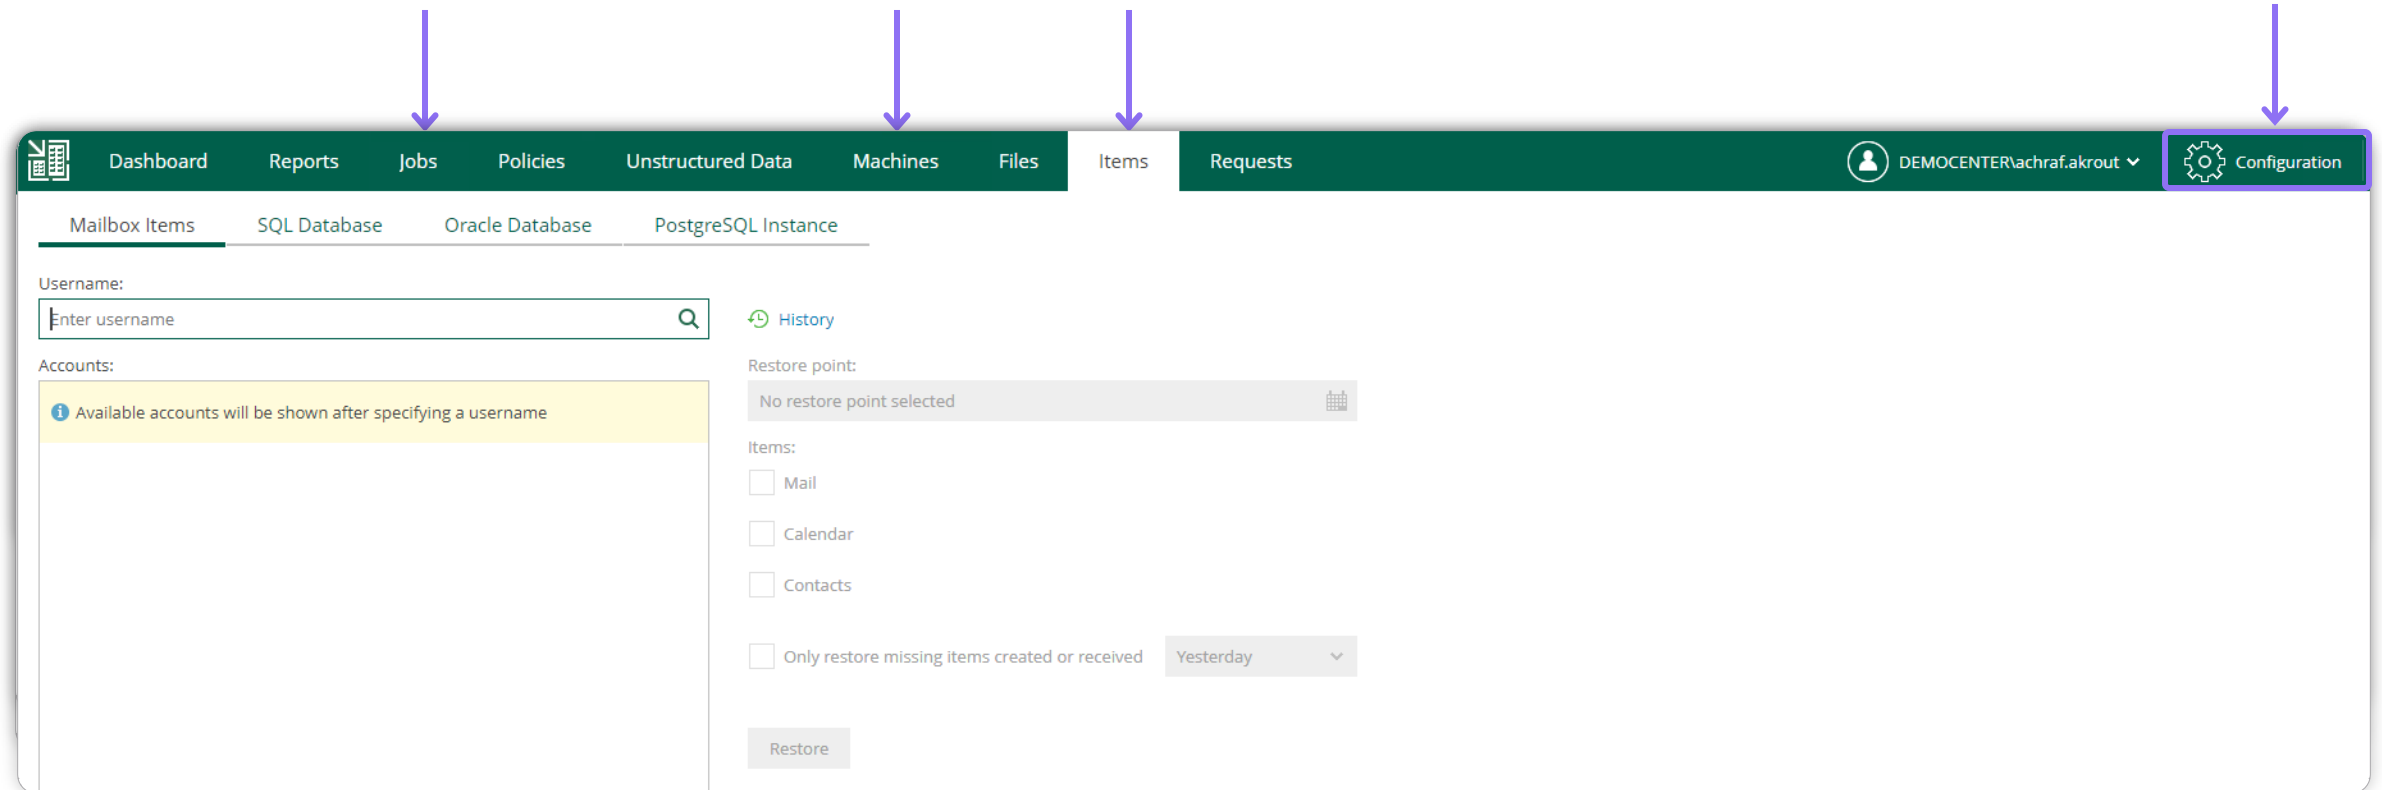 Dashboard Reports Jobs Policies Unstructured Data Machines Files Items Requests DEMOCENTER\achraf.akrout Configuration
Mailbox Items SQL Database Oracle Database PostgreSQL Instance
Username:
Enter username
History
Accounts:
Available accounts will be shown after specifying a username
Restore point:
No restore point selected
Items:
Mail
Calendar
Contacts
Only restore missing items created or received Yesterday
Restore